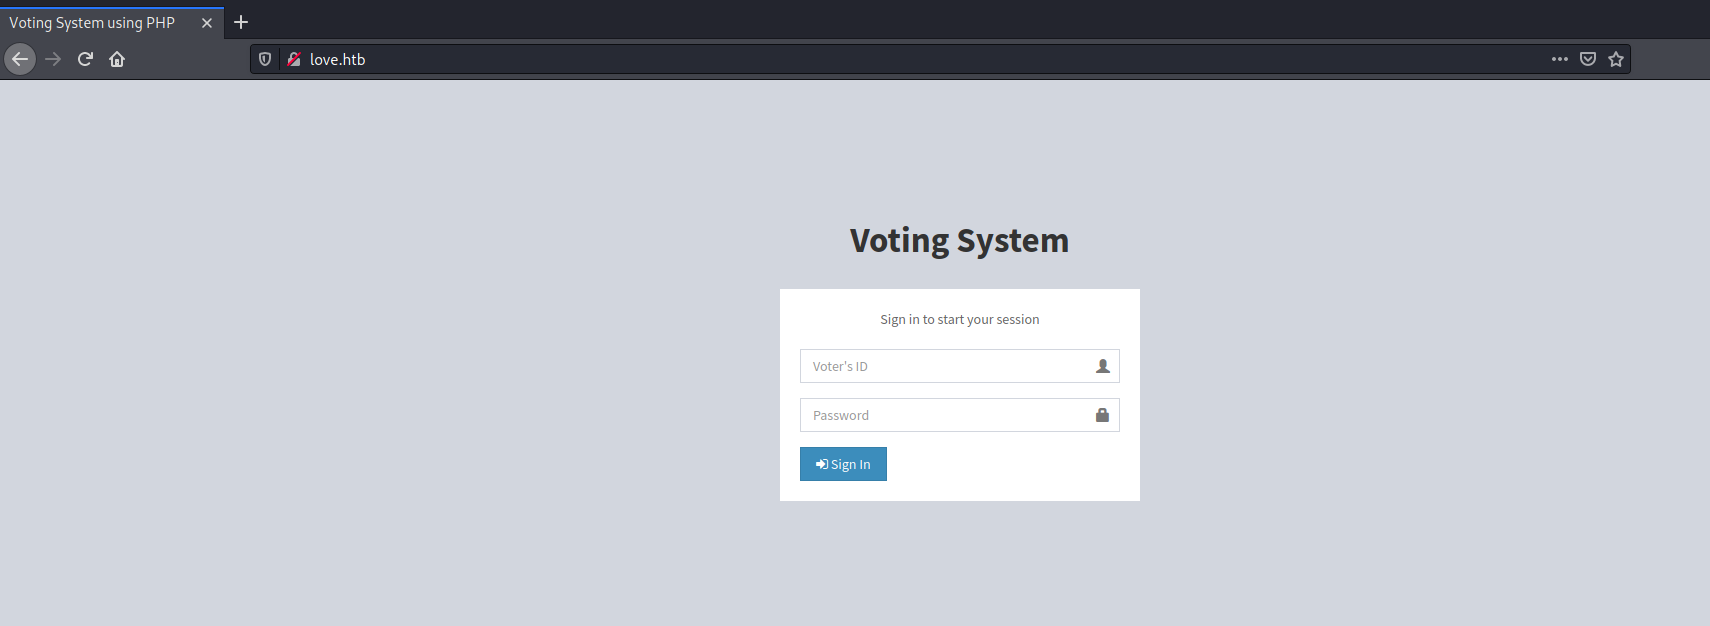 Voting System using PHP
love.htb
Voting System
Sign in to start your session
Voter's ID
Password
Sign In